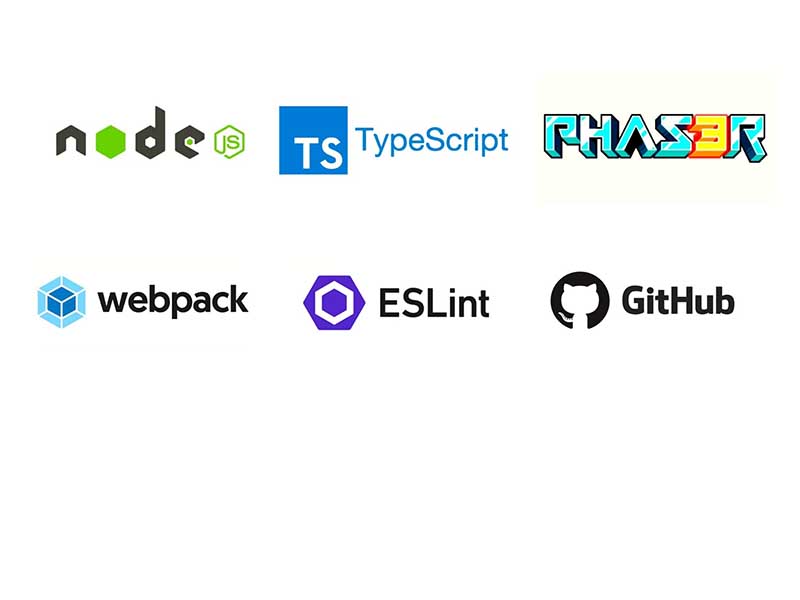 node JS
TS TypeScript
PHAS3R
webpack
ESLint
GitHub